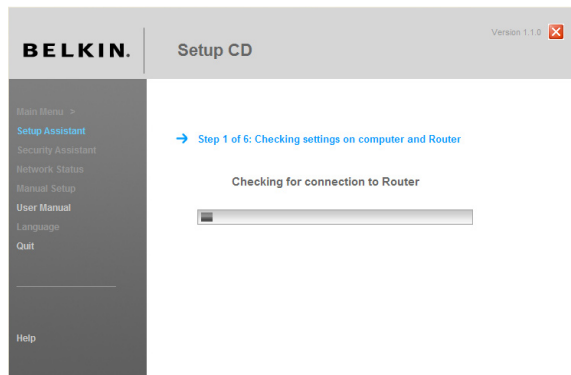 BELKIN.
Setup CD
Version 1.1.0
Main Menu >
Setup Assistant
Security Assistant
Network Status
Manual Setup
User Manual
Language
Quit
Help
Step 1 of 6: Checking settings on computer and Router
Checking for connection to Router